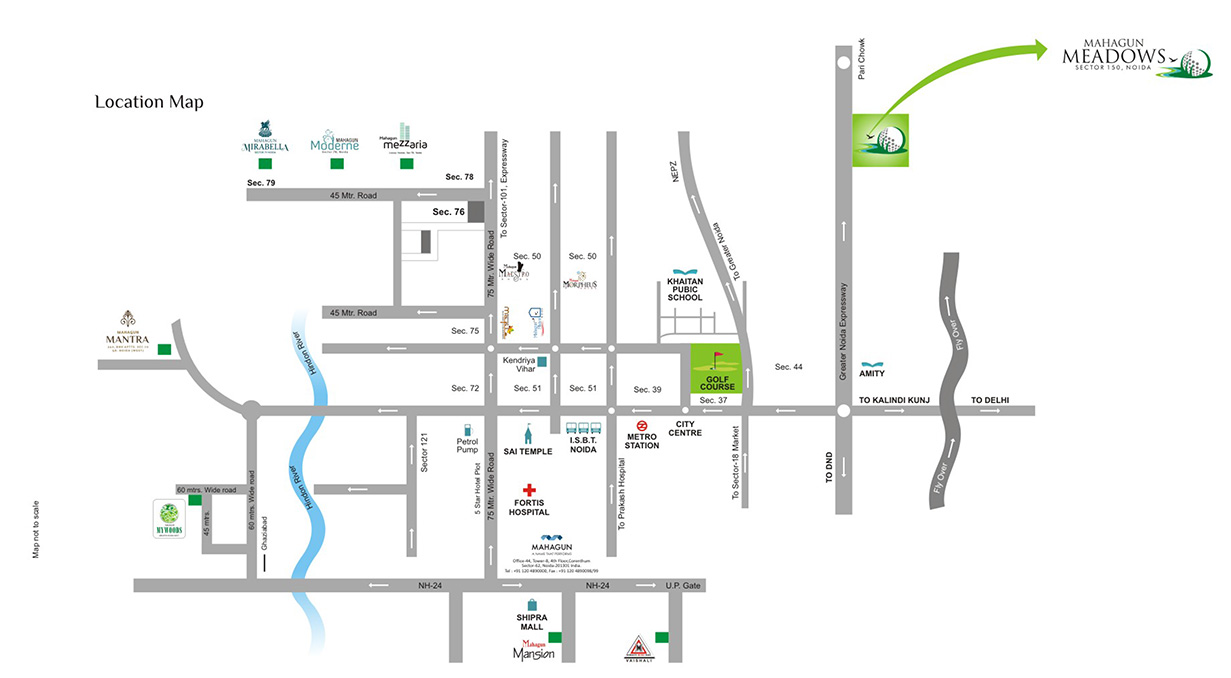 Location Map
MAHAGUN
MEADOWS
SECTOR 150, NOIDA
Pari Chowk
MAHAGUN
MIRABELLA
MAHAGUN
Moderne
Mahagun
mezzaria
Sec. 79
Sec. 78
45 Mtr. Road
Sec. 76
To Sector-101, Expressway
75 Mtr. Wide Road
NEPZ
To Greater Noida
Sec. 50
Sec. 50
MAESTRO
MORPHEUS
KHAITAN
PUBIC
SCHOOL
Greater Noida Expressway
Fly Over
45 Mtr. Road
Sec. 75
MAHAGUN
MANTRA
Hindon River
Kendriya
Vihar
GOLF
COURSE
Sec. 44
AMITY
Sec. 72
Sec. 51
Sec. 51
Sec. 39
Sec. 37
TO KALINDI KUNJ
TO DELHI
Sector 121
Petrol
Pump
SAI TEMPLE
I.S.B.T.
NOIDA
METRO
STATION
CITY
CENTRE
To Sector-18 Market
TO DND
Fly Over
Hindon River
5 Star Hotel Plot
75 Mtr. Wide Road
To Prakash Hospital
60 mtrs. Wide road
60 mtrs. Wide road
45 mtrs.
MYWOODS
Ghaziabad
FORTIS
HOSPITAL
MAHAGUN
Sector-62, Noida-201301 India.
NH-24
NH-24
U.P. Gate
SHIPRA
MALL
Mahagun
Mansion
VAISHALI
Map not to scale